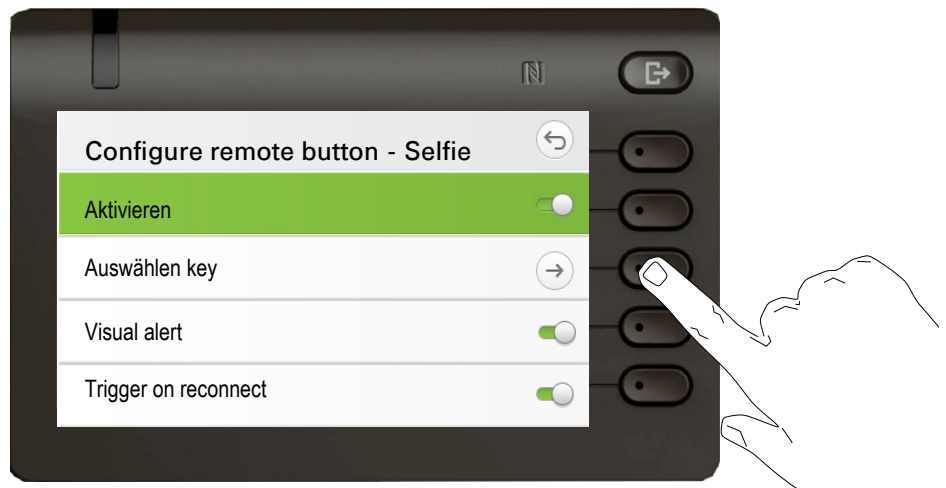 Configure remote button - Selfie
Aktivieren
Auswählen key
Visual alert
Trigger on reconnect